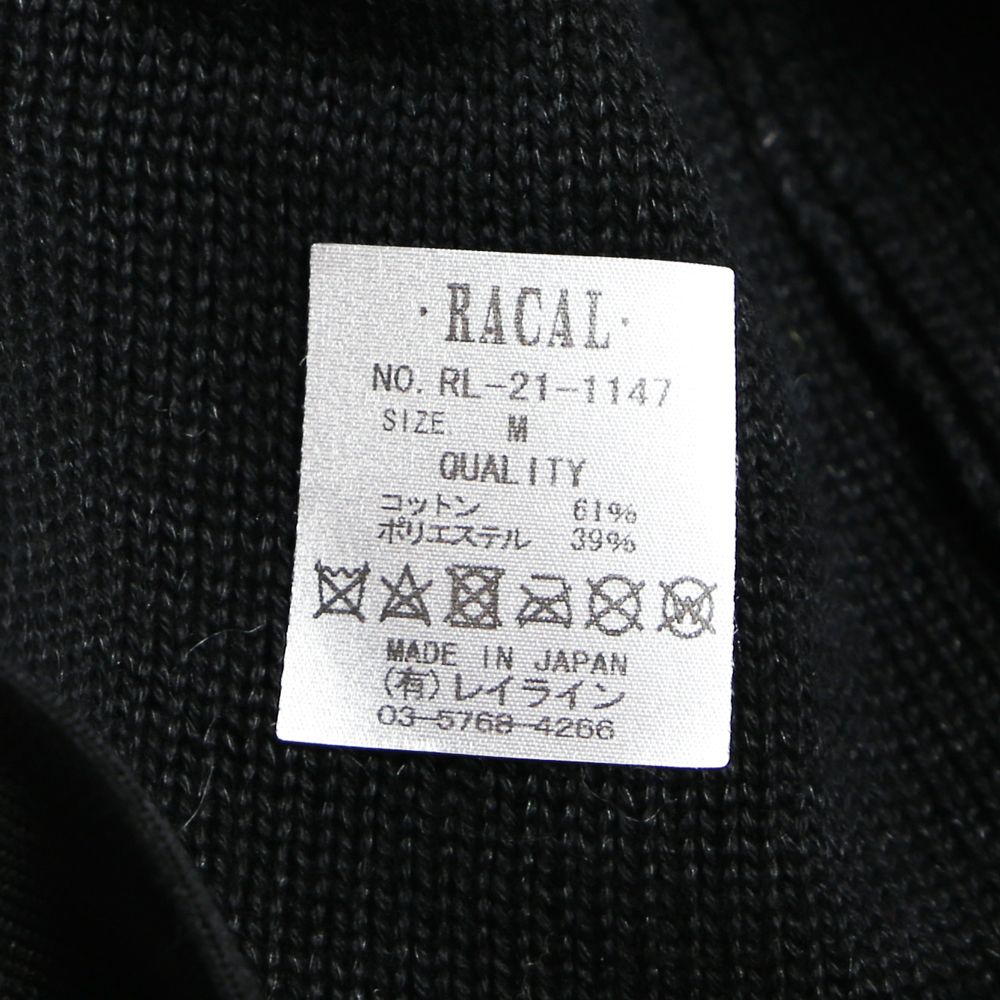 ·RACAL·
NO. RL-21-1147
SIZE. M
QUALITY
コットン 61%
ポリエステル 39%
W
MADE IN JAPAN
(有)レイライン
03-5768-4266